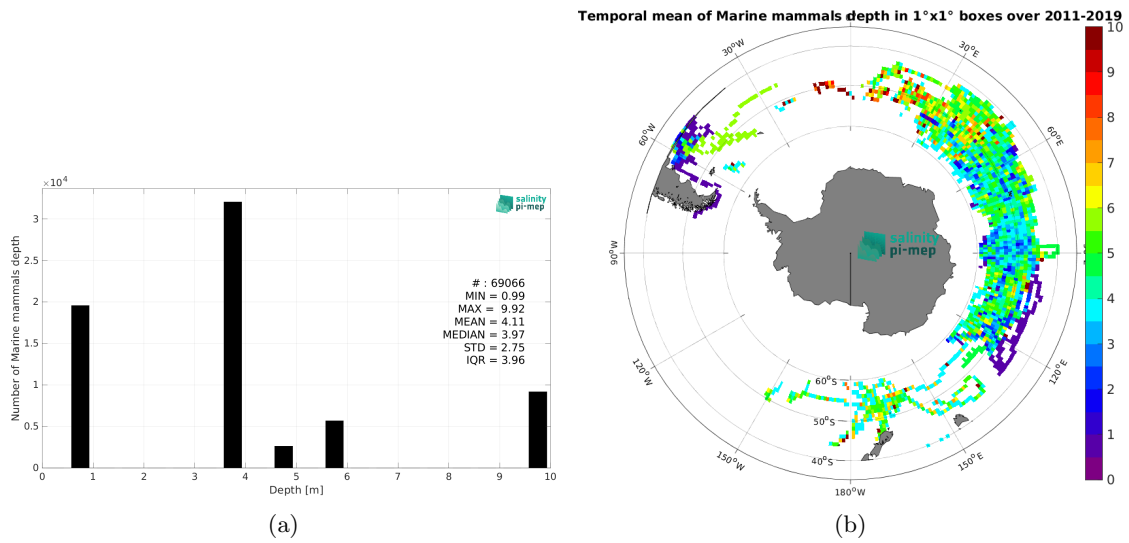 Temporal mean of Marine mammals depth in 1°x1° boxes over 2011-2019
×10⁴
3
2.5
2
1.5
1
0.5
0
Number of Marine mammals depth
0 1 2 3 4 5 6 7 8 9 10
Depth [m]
salinity
pi-mep
# : 69066
MIN = 0.99
MAX = 9.92
MEAN = 4.11
MEDIAN = 3.97
STD = 2.75
IQR = 3.96
(a)
30°W
30°E
60°W
60°E
90°W
120°W
120°E
150°W
150°E
180°W
60°S
50°S
40°S
salinity
pi-mep
10
9
8
7
6
5
4
3
2
1
0
(b)